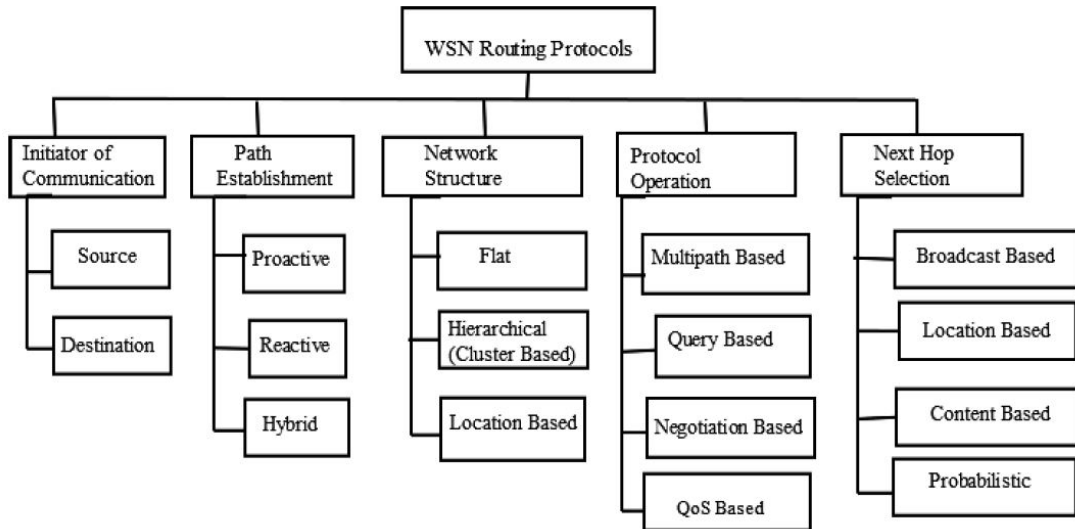 WSN Routing Protocols
Initiator of
Communication
Source
Destination
Path
Establishment
Proactive
Reactive
Hybrid
Network
Structure
Flat
Hierarchical
(Cluster Based)
Location Based
Protocol
Operation
Multipath Based
Query Based
Negotiation Based
QoS Based
Next Hop
Selection
Broadcast Based
Location Based
Content Based
Probabilistic